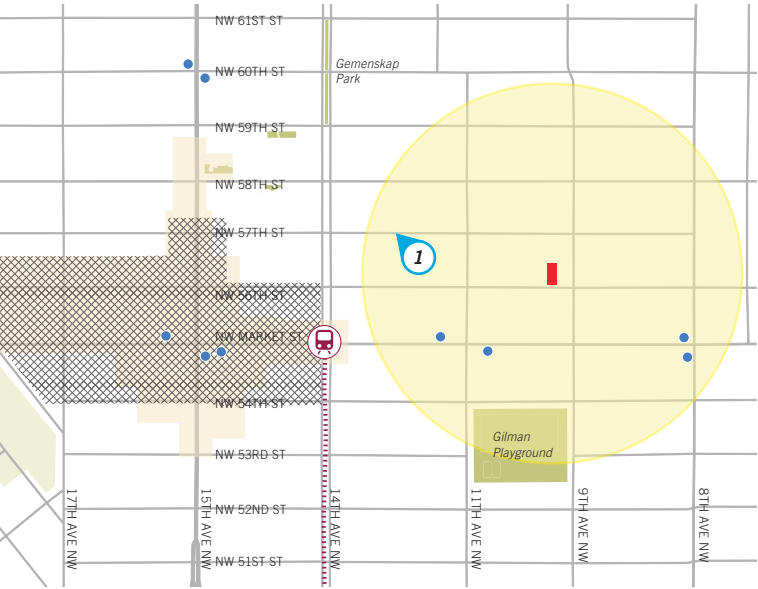 NW 61ST ST
NW 60TH ST
Gemenskap
Park
NW 59TH ST
NW 58TH ST
NW 57TH ST
1
NW 56TH ST
NW MARKET ST
NW 54TH ST
Gilman
Playground
NW 53RD ST
17TH AVE NW
15TH AVE NW
14TH AVE NW
11TH AVE NW
9TH AVE NW
8TH AVE NW
NW 52ND ST
NW 51ST ST